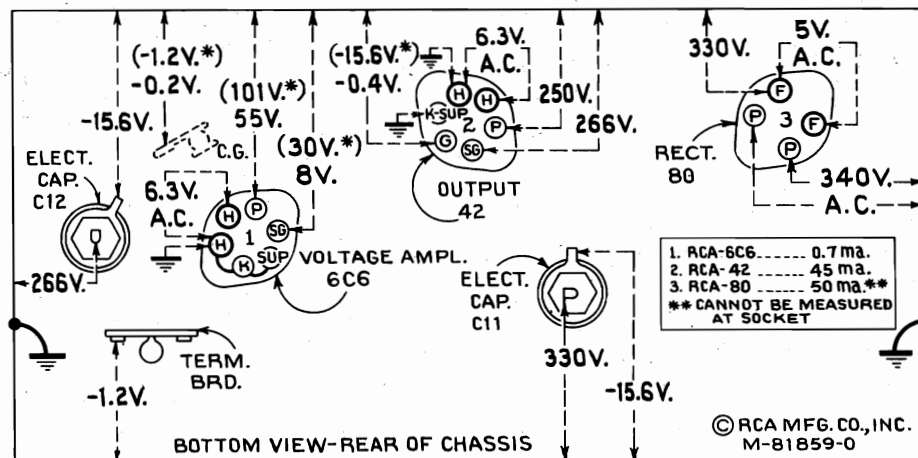 (-1.2V.*)
-0.2V.
-15.6V.
(101V.*)
55V.
C.G.
(30V.*)
8V.
ELECT.
CAP.
C12
6.3V.
A.C.
H
P
H
1
SG
K
SUP
VOLTAGE AMPL.
6C6
266V.
TERM.
BRD.
-1.2V.
(-15.6V.*)
-0.4V.
6.3V.
A.C.
H
H
K-SUP
2
P
G
SG
250V.
266V.
OUTPUT
42
330V.
5V.
A.C.
F
P
3
F
P
RECT.
80
340V.
A.C.
ELECT.
CAP.
C11
P
330V.
-15.6V.
1. RCA-6C6 ...... 0.7 ma.
2. RCA-42 ...... 45 ma.
3. RCA-80 ...... 50 ma.**
** CANNOT BE MEASURED
AT SOCKET
BOTTOM VIEW-REAR OF CHASSIS
© RCA MFG. CO., INC.
M-81859-0